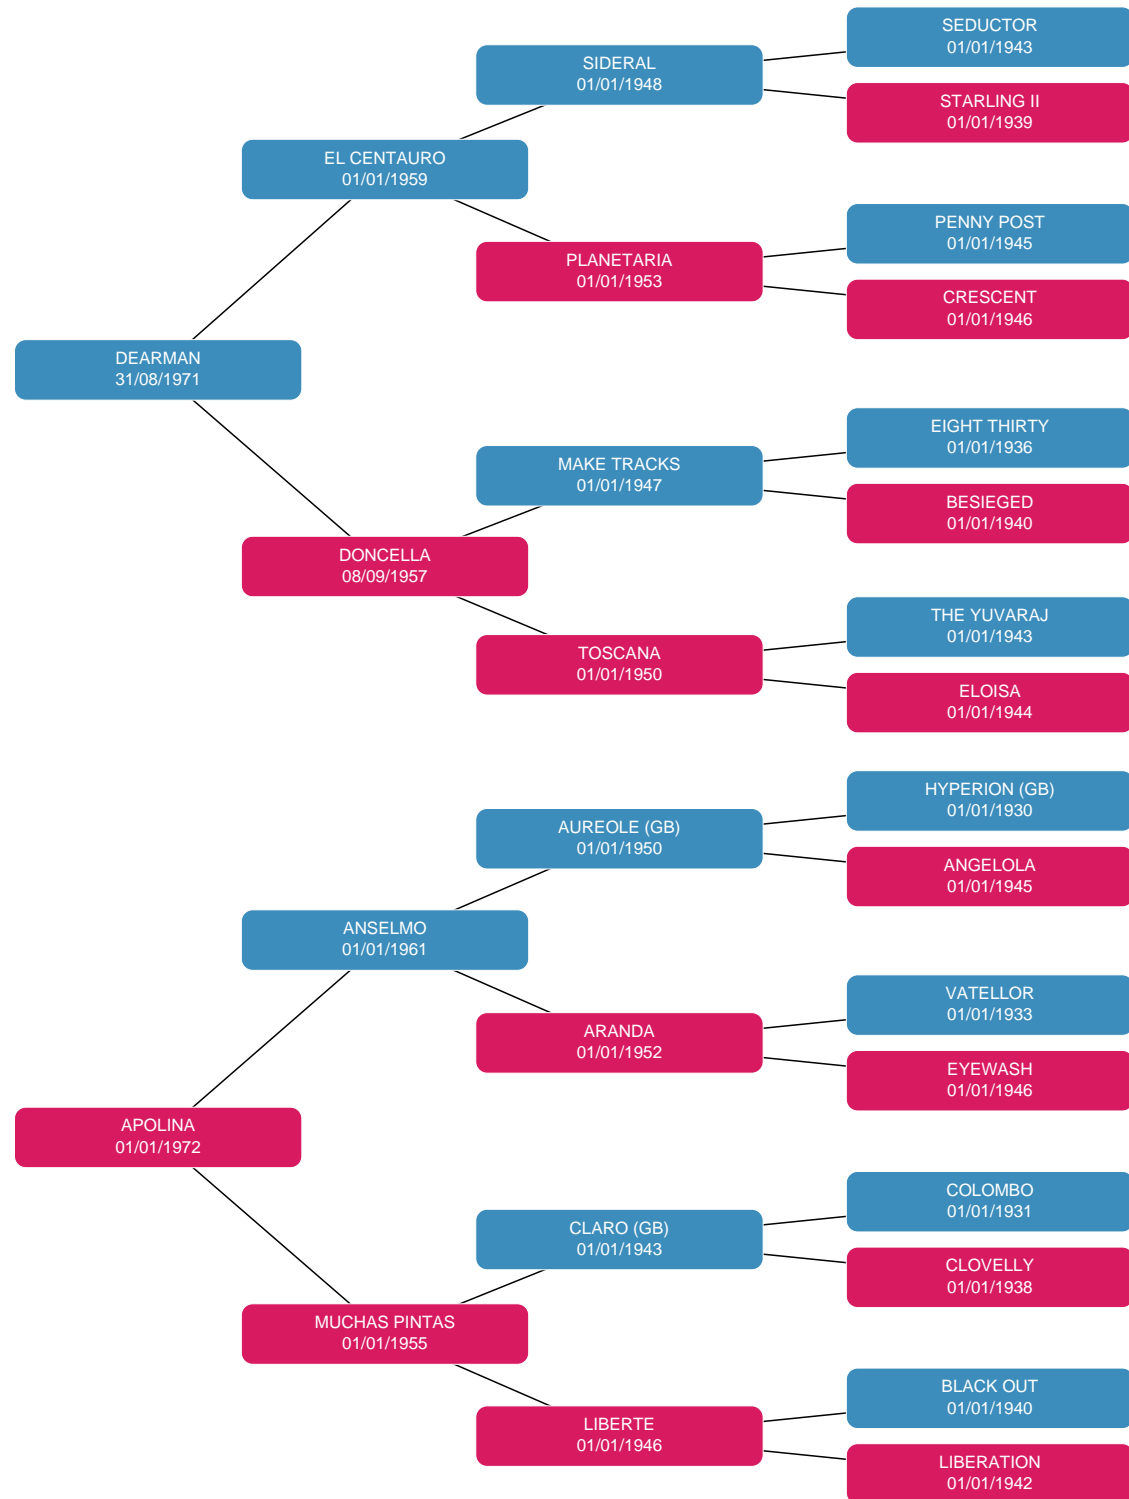 SEDUCTOR
01/01/1943
SIDERAL
01/01/1948
STARLING II
01/01/1939
EL CENTAURO
01/01/1959
PENNY POST
01/01/1945
PLANETARIA
01/01/1953
CRESCENT
01/01/1946
DEARMAN
31/08/1971
EIGHT THIRTY
01/01/1936
MAKE TRACKS
01/01/1947
BESIEGED
01/01/1940
DONCELLA
08/09/1957
THE YUVARAJ
01/01/1943
TOSCANA
01/01/1950
ELOISA
01/01/1944
HYPERION (GB)
01/01/1930
AUREOLE (GB)
01/01/1950
ANGELOLA
01/01/1945
ANSELMO
01/01/1961
VATELLOR
01/01/1933
ARANDA
01/01/1952
EYEWASH
01/01/1946
APOLINA
01/01/1972
COLOMBO
01/01/1931
CLARO (GB)
01/01/1943
CLOVELLY
01/01/1938
MUCHAS PINTAS
01/01/1955
BLACK OUT
01/01/1940
LIBERTE
01/01/1946
LIBERATION
01/01/1942